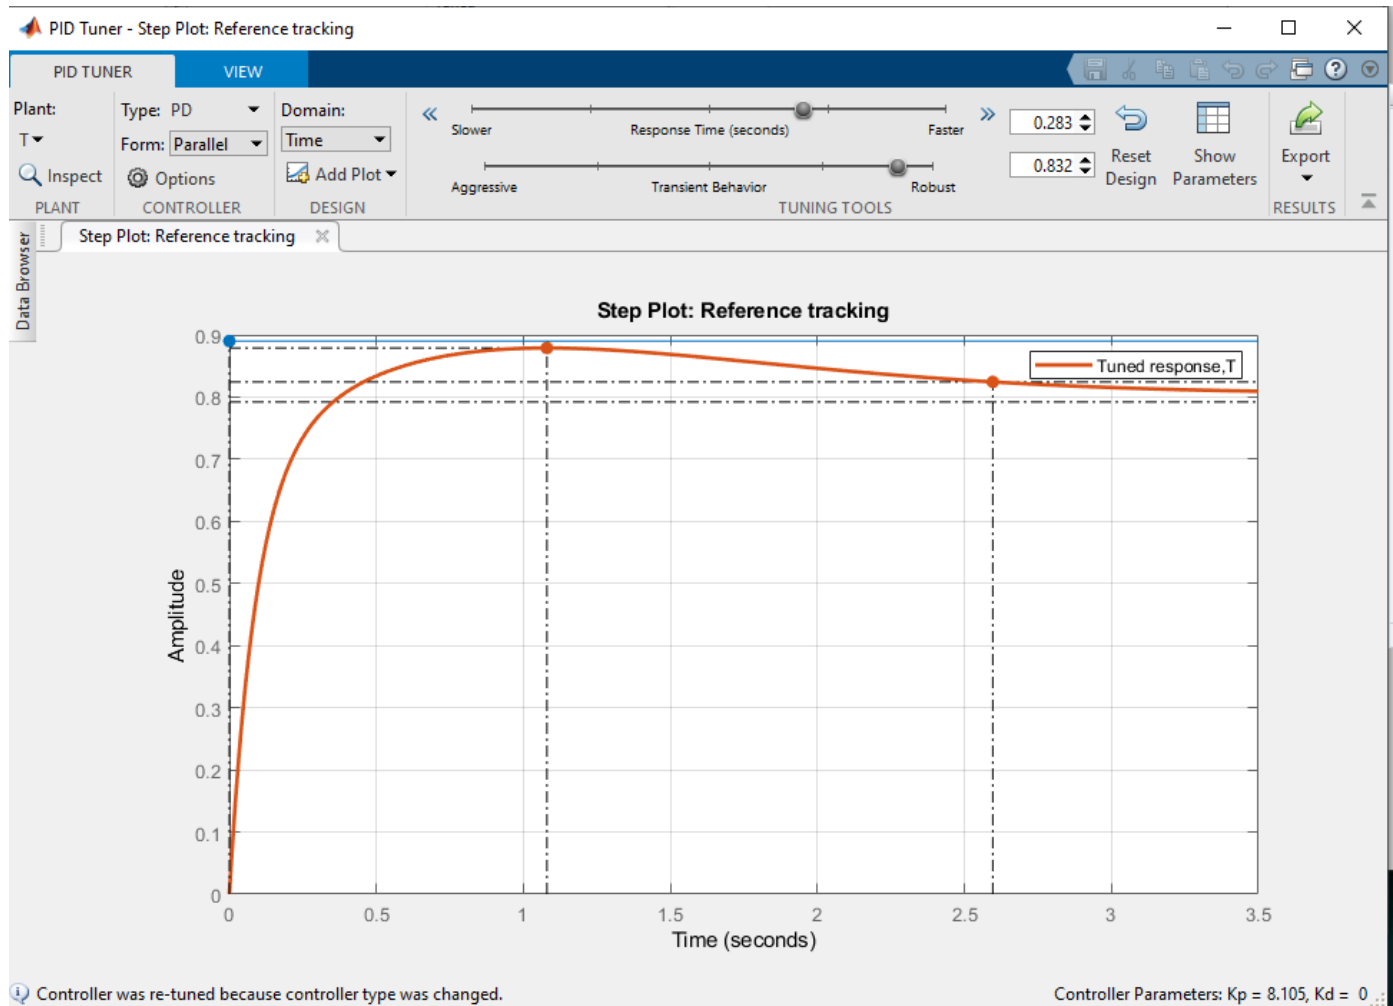 PID Tuner - Step Plot: Reference tracking
PID TUNER VIEW
Plant: Type: PD Domain:
Slower Response Time (seconds) Faster 0.283
T Form: Parallel Time
Inspect Options Add Plot Aggressive Transient Behavior Robust 0.832 Reset Design Show Parameters Export
PLANT CONTROLLER DESIGN TUNING TOOLS RESULTS
Data Browser
Step Plot: Reference tracking
Step Plot: Reference tracking
Tuned response,T
Amplitude
0.9
0.8
0.7
0.6
0.5
0.4
0.3
0.2
0.1
0
0 0.5 1 1.5 2 2.5 3 3.5
Time (seconds)
Controller was re-tuned because controller type was changed. Controller Parameters: Kp = 8.105, Kd = 0